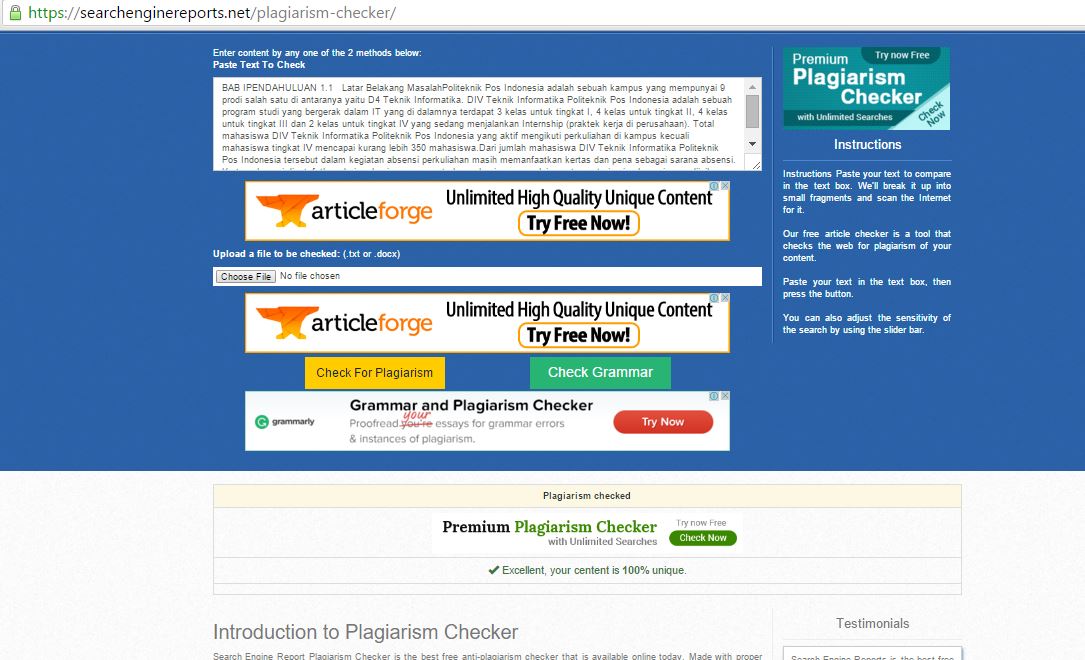 https://searchenginereports.net/plagiarism-checker/
Enter content by any one of the 2 methods below:
Paste Text To Check
BAB IPENDAHULUAN 1.1 Latar Belakang MasalahPoliteknik Pos Indonesia adalah sebuah kampus yang mempunyai 9
prodi salah satu di antaranya yaitu D4 Teknik Informatika. DIV Teknik Informatika Politeknik Pos Indonesia adalah sebuah
program studi yang bergerak dalam IT yang di dalamnya terdapat 3 kelas untuk tingkat I, 4 kelas untuk tingkat II, 4 kelas
untuk tingkat III dan 2 kelas untuk tingkat IV yang sedang menjalankan Internship (praktek kerja di perusahaan). Total
mahasiswa DIV Teknik Informatika Politeknik Pos Indonesia yang aktif mengikuti perkuliahan di kampus kecuali
mahasiswa tingkat IV mencapai kurang lebih 350 mahasiswa.Dari jumlah mahasiswa DIV Teknik Informatika Politeknik
Pos Indonesia tersebut dalam kegiatan absensi perkuliahan masih memanfaatkan kertas dan pena sebagai sarana absensi.
articleforge
Unlimited High Quality Unique Content
Try Free Now!
Upload a file to be checked: (.txt or .docx)
Choose File No file chosen
articleforge
Unlimited High Quality Unique Content
Try Free Now!
Check For Plagiarism
Check Grammar
grammarly
Grammar and Plagiarism Checker
your
Proofread you're essays for grammar errors
& instances of plagiarism.
Try Now
Premium Try now Free
Plagiarism
Checker
with Unlimited Searches
Check Now
Instructions
Instructions Paste your text to compare
in the text box. We'll break it up into
small fragments and scan the Internet
for it.
Our free article checker is a tool that
checks the web for plagiarism of your
content.
Paste your text in the text box, then
press the button.
You can also adjust the sensitivity of
the search by using the slider bar.
Plagiarism checked
Premium Plagiarism Checker
with Unlimited Searches
Try now Free
Check Now
Excellent, your centent is 100% unique.
Introduction to Plagiarism Checker
Search Engine Report Plagiarism Checker is the best free anti-plagiarism checker that is available online today. Made with proper
Testimonials
Search Engine Reports is the best free